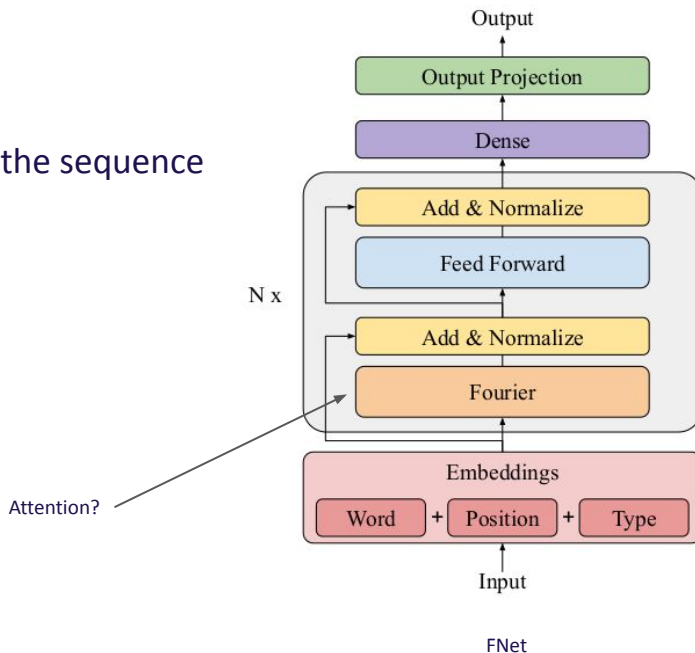 Output
Output Projection
Dense
the sequence
Add & Normalize
Feed Forward
N x
Add & Normalize
Fourier
Embeddings
Attention?
Word + Position + Type
Input
FNet